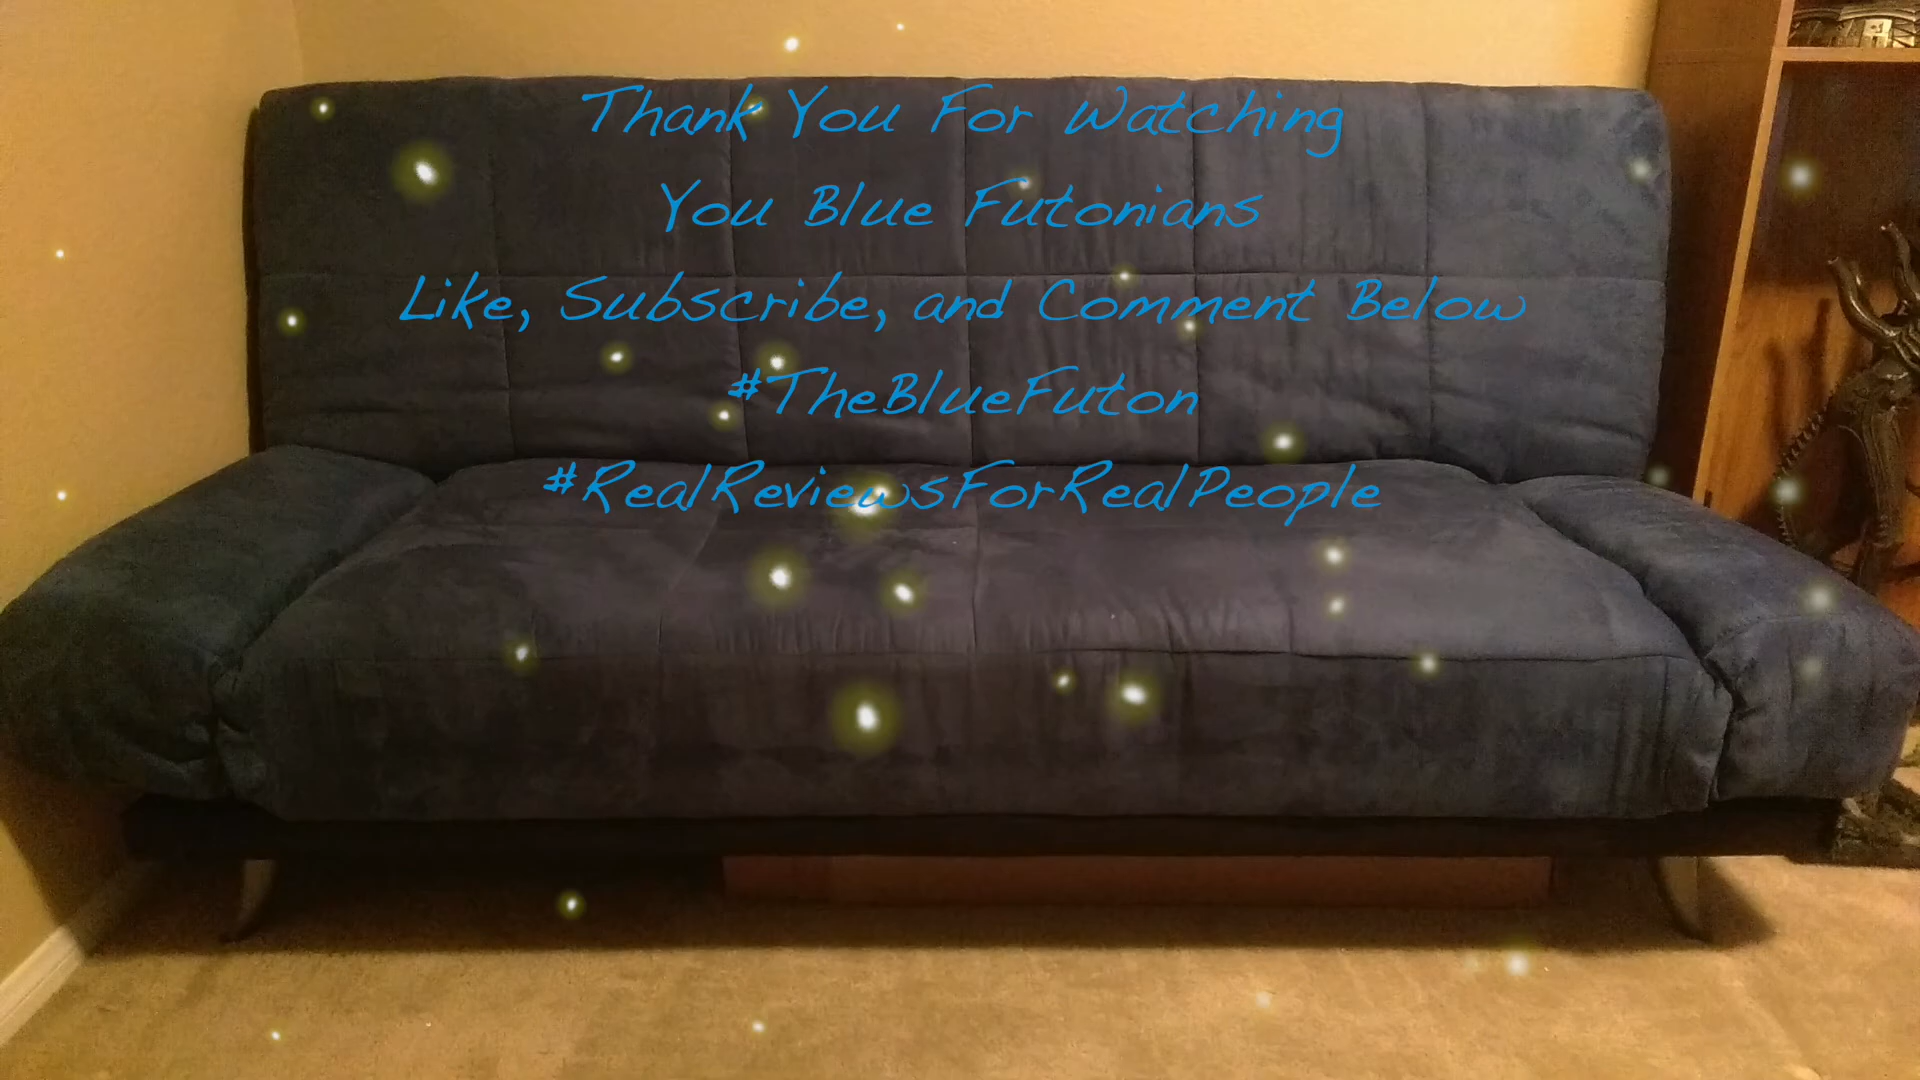 Thank You For Watching
You Blue Futonians
Like, Subscribe, and Comment Below
#TheBlueFuton
#RealReviewsForRealPeople